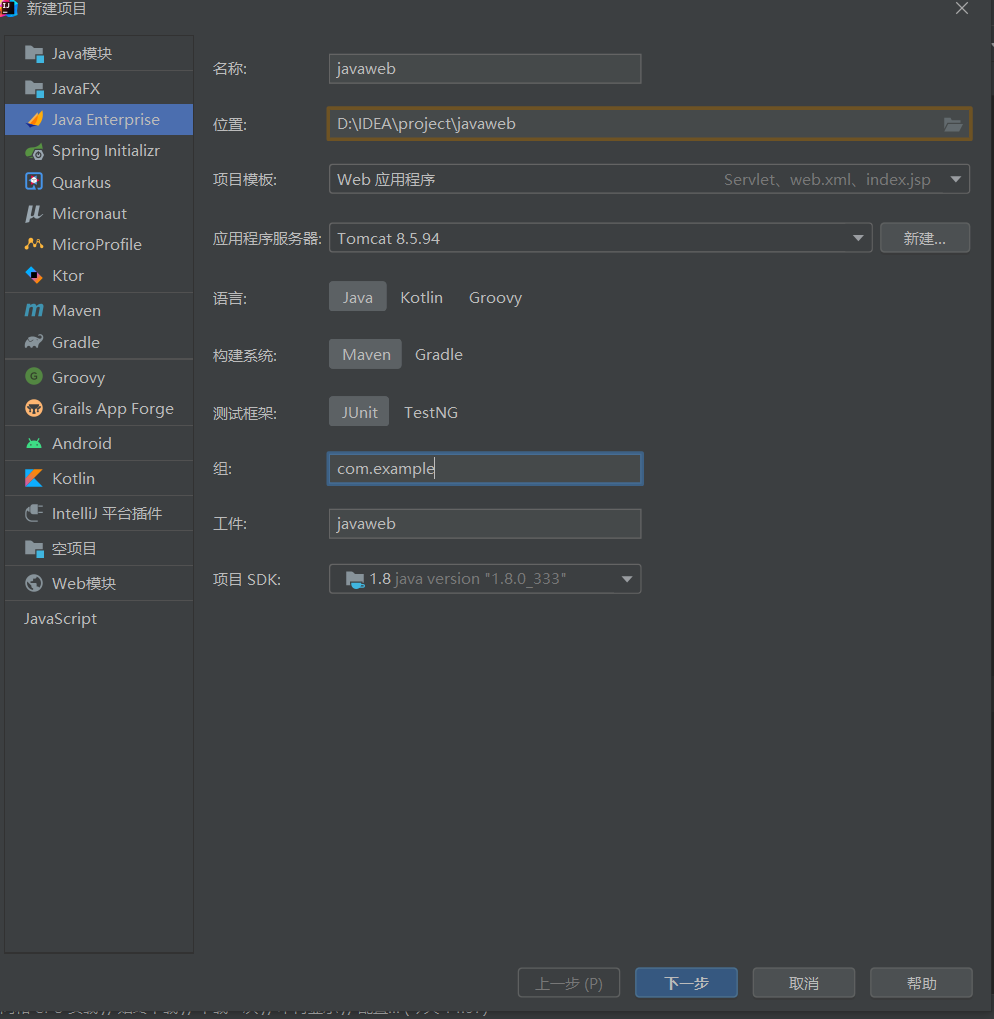 新建项目
Java模块
JavaFX
Java Enterprise
Spring Initializr
Quarkus
Micronaut
MicroProfile
Ktor
Maven
Gradle
Groovy
Grails App Forge
Android
Kotlin
IntelliJ 平台插件
空项目
Web模块
JavaScript
名称: javaweb
位置: D:\IDEA\project\javaweb
项目模板: Web 应用程序 Servlet、web.xml、index.jsp
应用程序服务器: Tomcat 8.5.94 新建...
语言: Java Kotlin Groovy
构建系统: Maven Gradle
测试框架: JUnit TestNG
组: com.example
工件: javaweb
项目 SDK: 1.8 java version "1.8.0_333"
上一步 (P) 下一步 取消 帮助